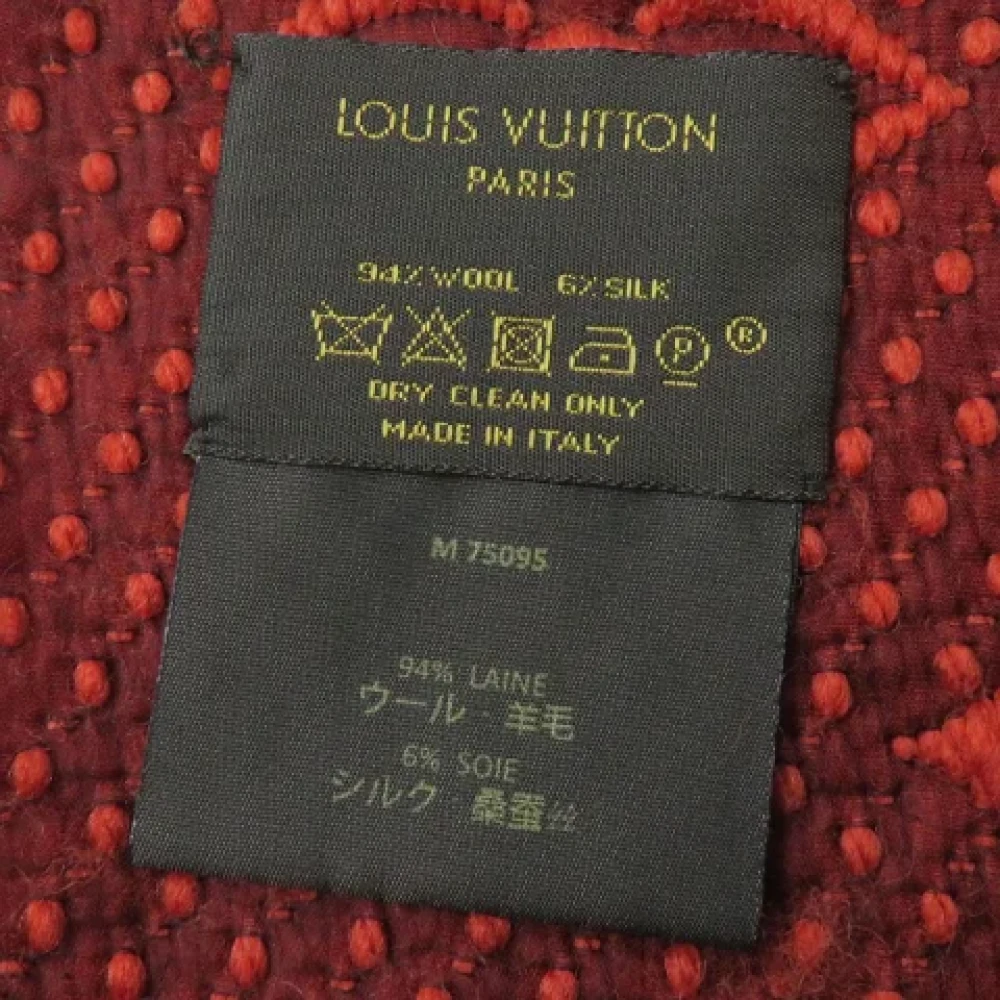 LOUIS VUITTON
PARIS
94% WOOL 6% SILK
P ®
DRY CLEAN ONLY
MADE IN ITALY
M 75095
94% LAINE
ウール・羊毛
6% SOIE
シルク・桑蚕丝